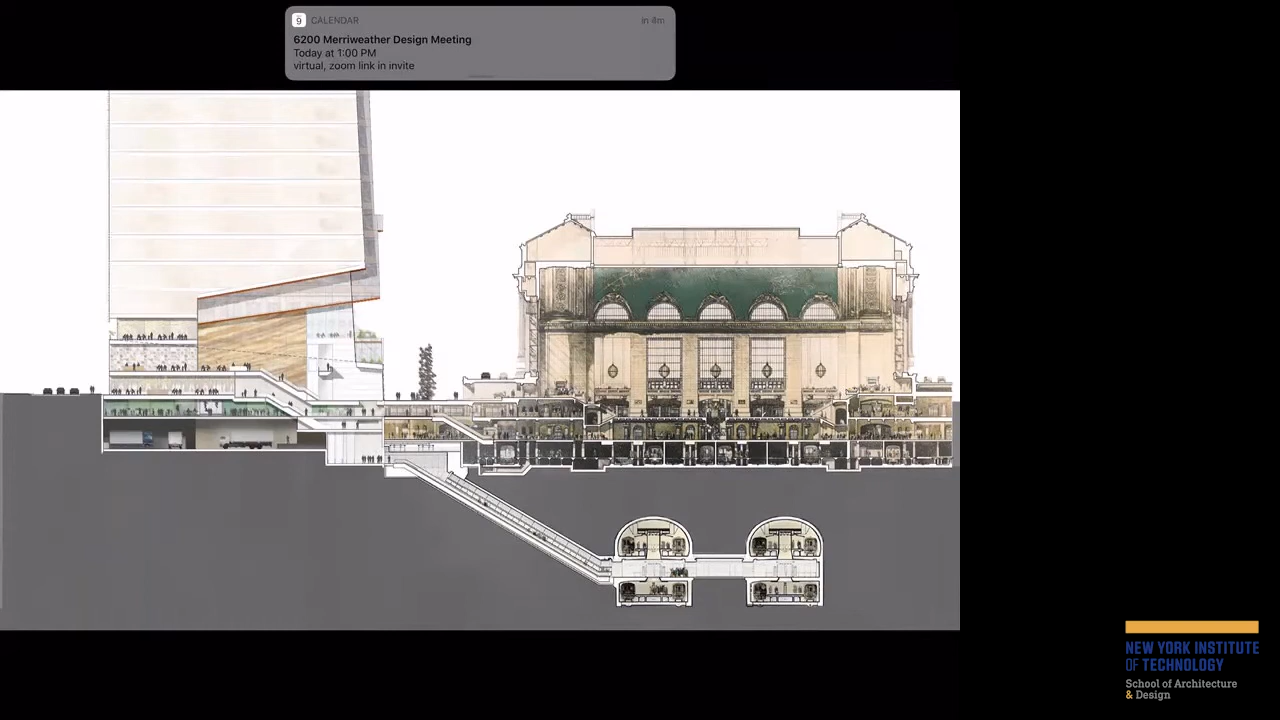 9 CALENDAR in 4m
6200 Merriweather Design Meeting
Today at 1:00 PM
virtual, zoom link in invite
NEW YORK INSTITUTE
OF TECHNOLOGY
School of Architecture
& Design